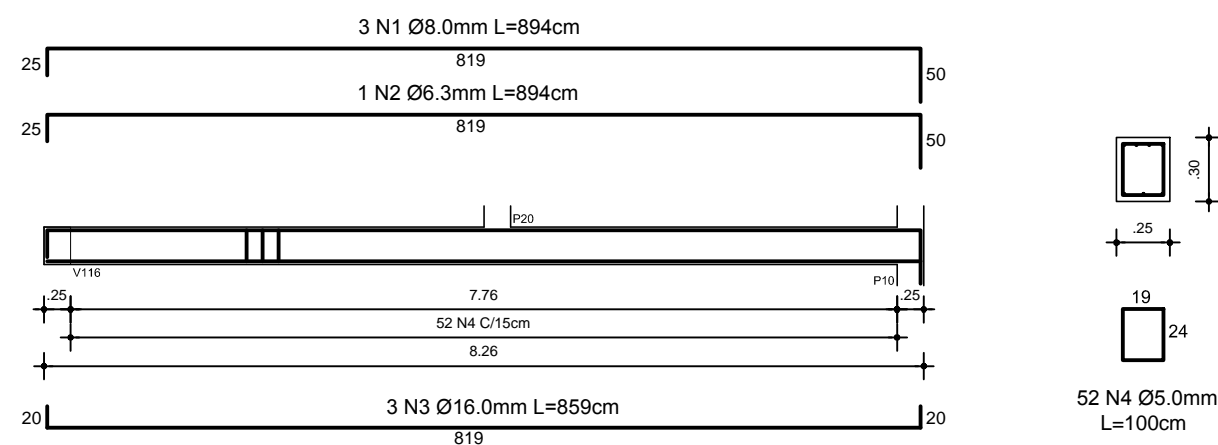 3 N1 Ø8.0mm L=894cm
25
819
50
1 N2 Ø6.3mm L=894cm
25
819
50
P20
V116
P10
.25
7.76
.25
52 N4 C/15cm
8.26
20
3 N3 Ø16.0mm L=859cm
20
819
.30
.25
19
24
52 N4 Ø5.0mm
L=100cm